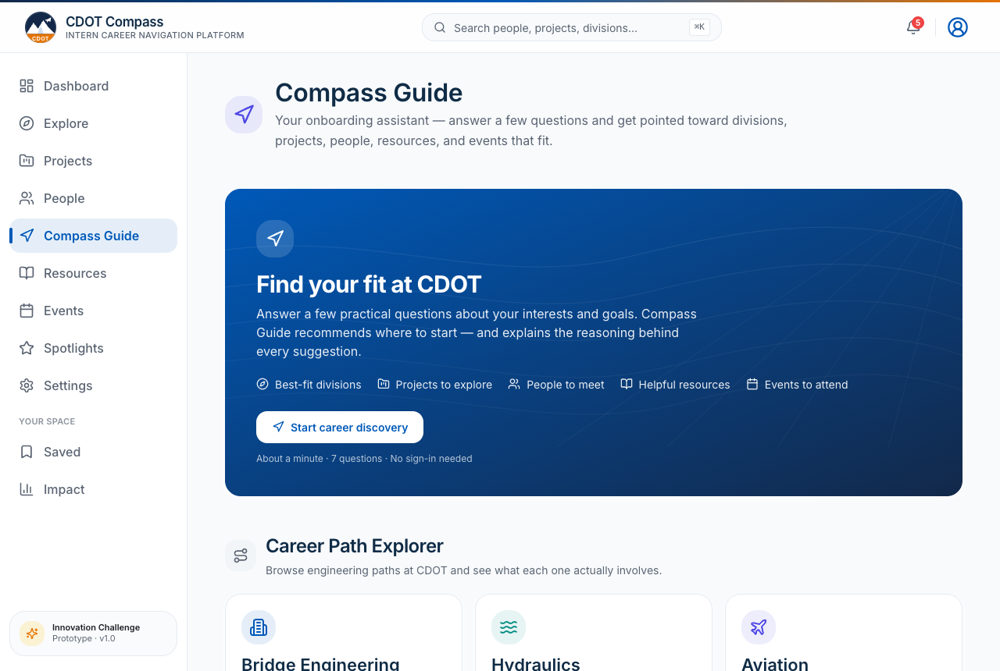 CDOT Compass
INTERN CAREER NAVIGATION PLATFORM
CDOT
Search people, projects, divisions...
⌘K
5
Dashboard
Explore
Projects
People
Compass Guide
Resources
Events
Spotlights
Settings
YOUR SPACE
Saved
Impact
Innovation Challenge
Prototype · v1.0
Compass Guide
Your onboarding assistant — answer a few questions and get pointed toward divisions,
projects, people, resources, and events that fit.
Find your fit at CDOT
Answer a few practical questions about your interests and goals. Compass
Guide recommends where to start — and explains the reasoning behind
every suggestion.
Best-fit divisions
Projects to explore
People to meet
Helpful resources
Events to attend
Start career discovery
About a minute · 7 questions · No sign-in needed
Career Path Explorer
Browse engineering paths at CDOT and see what each one actually involves.
Bridge Engineering
Hydraulics
Aviation